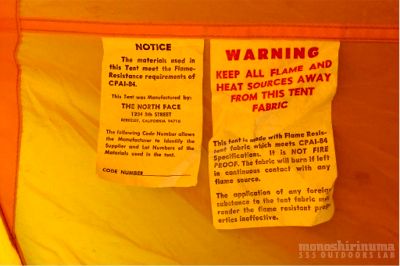 NOTICE
The materials used in
this Tent meet the Flame-
Resistance requirements of
CPAI-84.
This Tent was Manufactured by:
THE NORTH FACE
1234 5th STREET
BERKELEY, CALIFORNIA 94710
The following Code Number allows
the Manufacturer to Identify the
Supplier and Lot Numbers of the
Materials used in the tent.
CODE NUMBER
WARNING
KEEP ALL FLAME AND
HEAT SOURCES AWAY
FROM THIS TENT
FABRIC
This tent is made with Flame Resis-
tant fabric which meets CPAI-84
Specifications. It is NOT FIRE
PROOF. The fabric will burn if left
in continuous contact with any
flame source.
The application of any foreign
substance to the tent fabric may
render the flame resistant prop-
erties ineffective.
monoshirinuma
555 OUTDOORS LAB